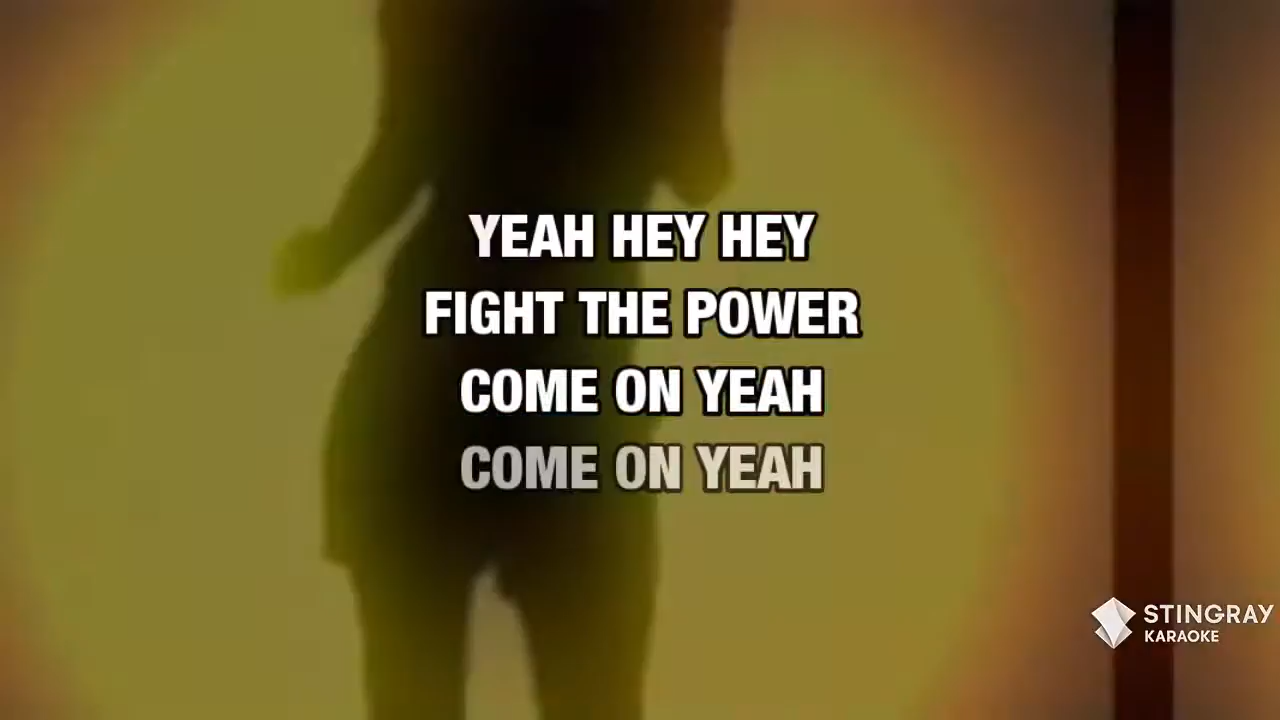 YEAH HEY HEY
FIGHT THE POWER
COME ON YEAH
COME ON YEAH
STINGRAY
KARAOKE